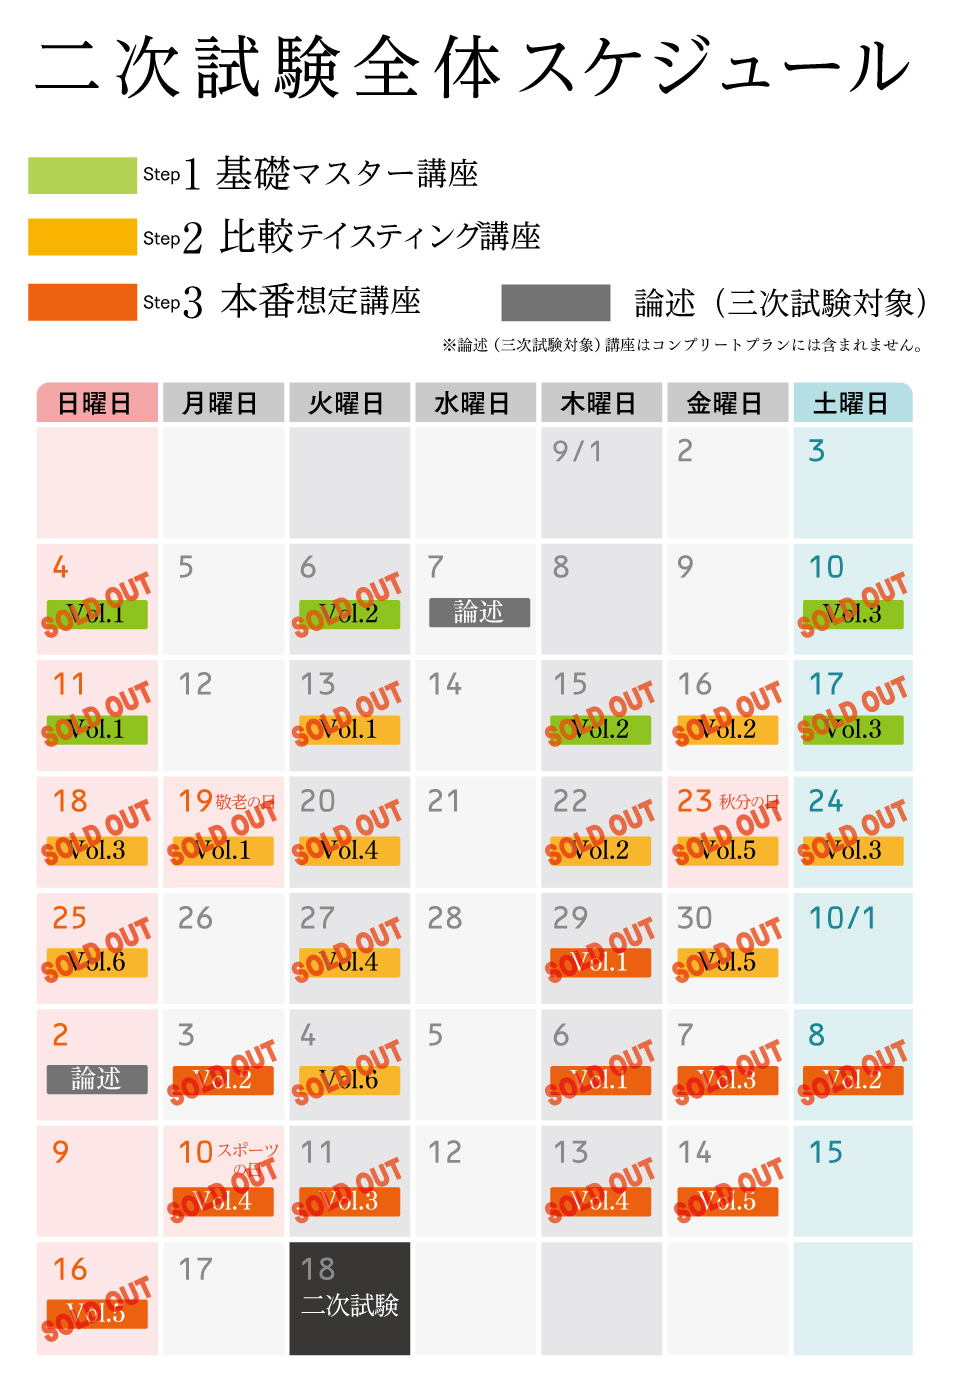 二次試験全体スケジュール
Step1 基礎マスター講座
Step2 比較テイスティング講座
Step3 本番想定講座
論述（三次試験対象）
※論述（三次試験対象）講座はコンプリートプランには含まれません。
日曜日 月曜日 火曜日 水曜日 木曜日 金曜日 土曜日
9/1 2 3
4 5 6 7 8 9 10
SOLD OUT SOLD OUT SOLD OUT
Vol.1 Vol.2 論述 Vol.3
11 12 13 14 15 16 17
SOLD OUT SOLD OUT SOLD OUT SOLD OUT SOLD OUT
Vol.1 Vol.1 Vol.2 Vol.2 Vol.3
18 19 敬老の日 20 21 22 23 秋分の日 24
SOLD OUT SOLD OUT SOLD OUT SOLD OUT SOLD OUT SOLD OUT
Vol.3 Vol.1 Vol.4 Vol.2 Vol.5 Vol.3
25 26 27 28 29 30 10/1
SOLD OUT SOLD OUT SOLD OUT SOLD OUT
Vol.6 Vol.4 Vol.1 Vol.5
2 3 4 5 6 7 8
SOLD OUT SOLD OUT SOLD OUT SOLD OUT SOLD OUT
論述 Vol.2 Vol.6 Vol.1 Vol.3 Vol.2
9 10 スポーツ 11 12 13 14 15
の日
SOLD OUT SOLD OUT SOLD OUT SOLD OUT
Vol.4 Vol.3 Vol.4 Vol.5
16 17 18
SOLD OUT 二次試験
Vol.5